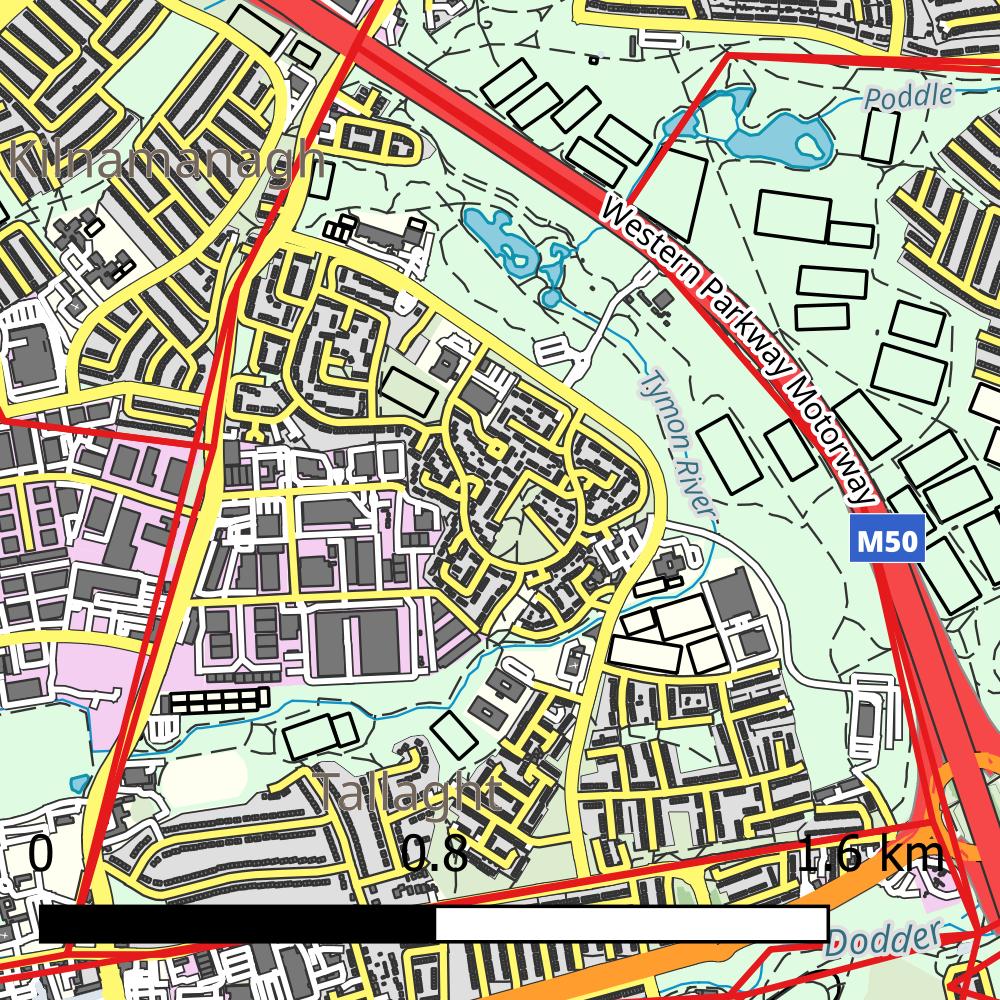 Poddle
Kilnamanagh
Western Parkway Motorway
Tymon River
M50
Tallaght
0 0.8 1.6 km
Dodder